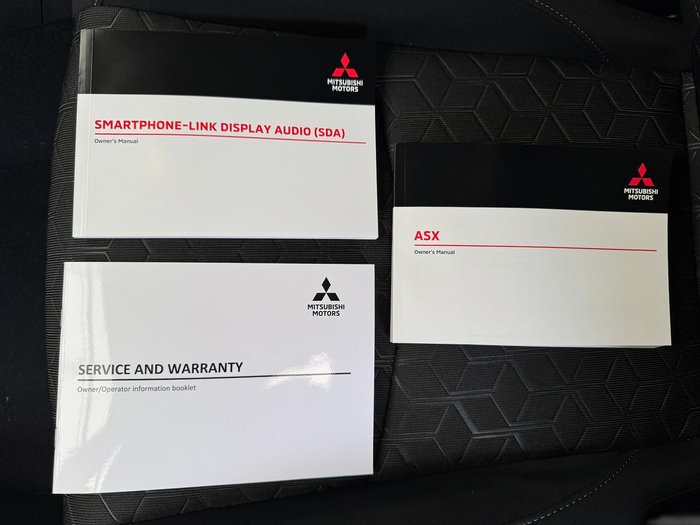 MITSUBISHI
MOTORS
SMARTPHONE-LINK DISPLAY AUDIO (SDA)
Owner's Manual
MITSUBISHI
MOTORS
ASX
Owner's Manual
MITSUBISHI
MOTORS
SERVICE AND WARRANTY
Owner/Operator information booklet